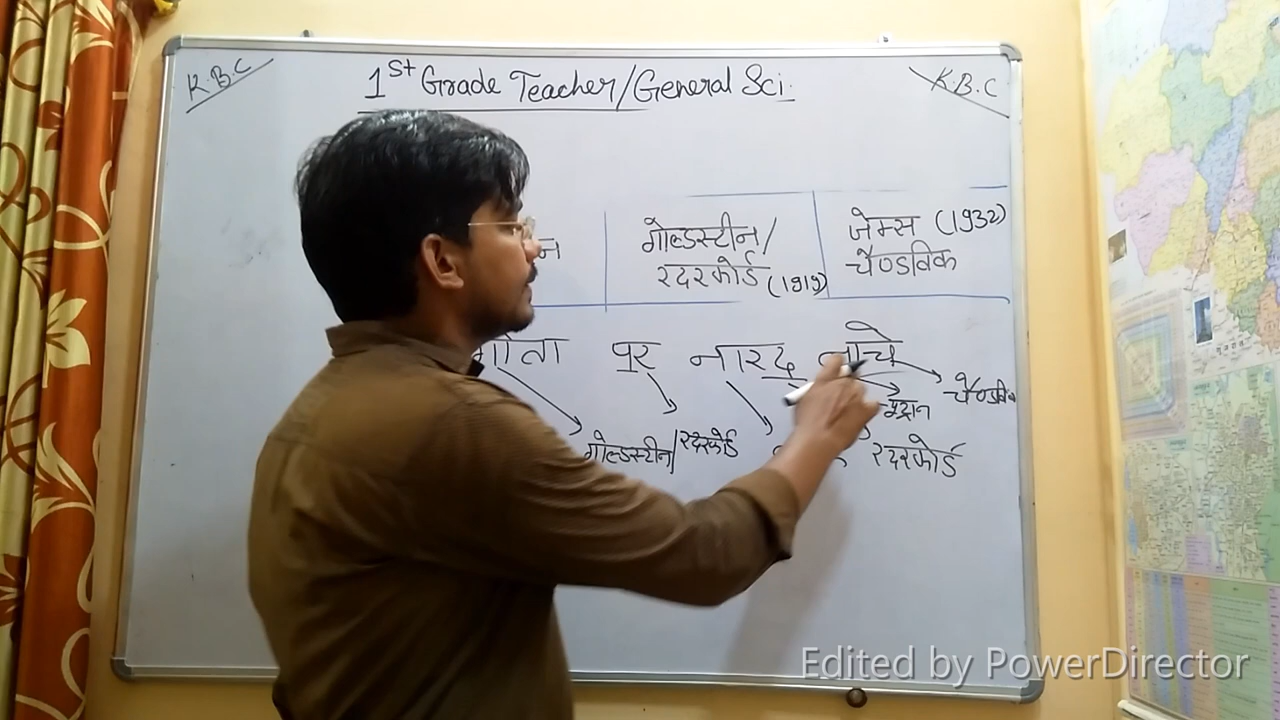 K.B.C
1st Grade Teacher/General Sci.
K.B.C
गोल्डस्टीन/
रदरफोर्ड (1919)
जेम्स (1932)
चैण्डविक
पर नारद नाचे
चैण्डविक
गोल्डस्टीन/रदरफोर्ड
रदरफोर्ड
Edited by PowerDirector